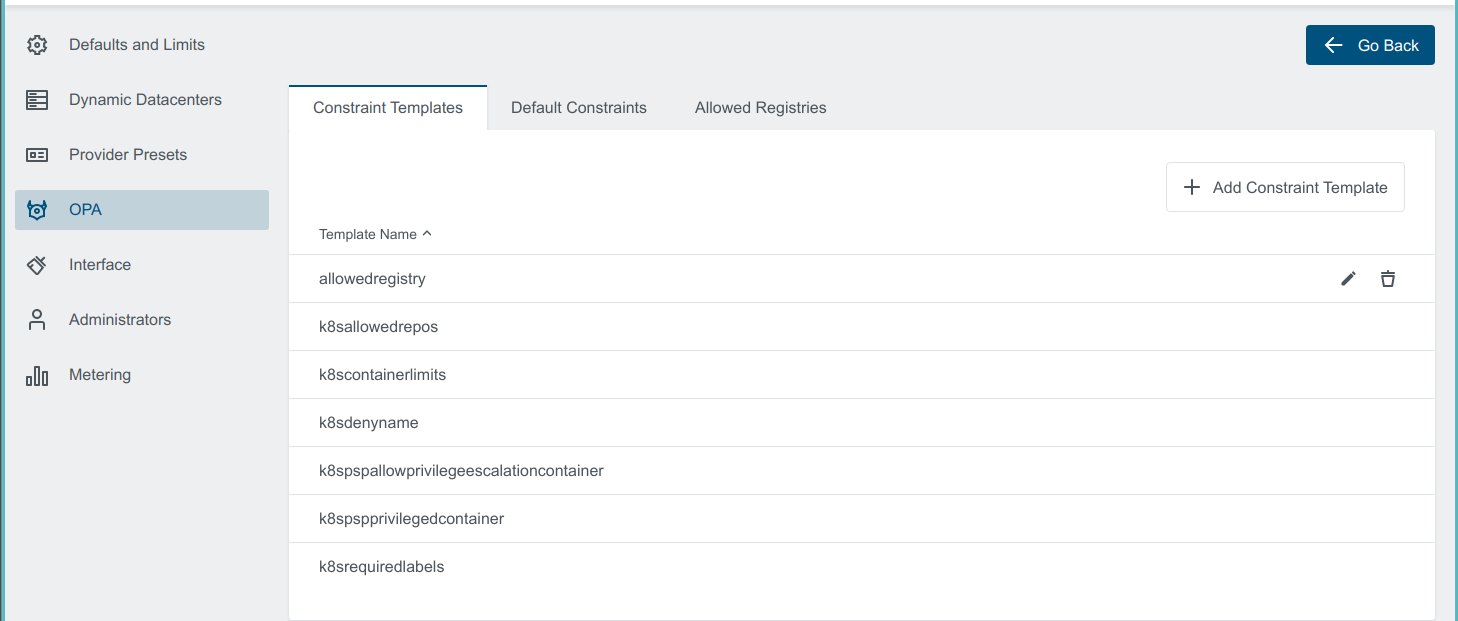 Defaults and Limits
Dynamic Datacenters
Provider Presets
OPA
Interface
Administrators
Metering
Go Back
Constraint Templates
Default Constraints
Allowed Registries
Add Constraint Template
Template Name
allowedregistry
k8sallowedrepos
k8scontainerlimits
k8sdenyname
k8spspallowprivilegeescalationcontainer
k8spspprivilegedcontainer
k8srequiredlabels